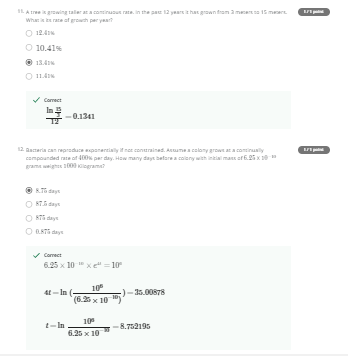 11. A tree is growing taller at a continuous rate. In the past 12 years it has grown from 3 meters to 15 meters. What is its rate of growth per year?
1 / 1 point
12.41%
10.41%
13.41%
11.41%
Correct
ln 15/3
12 = 0.1341
12. Bacteria can reproduce exponentially if not constrained. Assume a colony grows at a continually
1 / 1 point
compounded rate of 400% per day. How many days before a colony with initial mass of 6.25 X 10⁻¹⁰
grams weights 1000 Kilograms?
8.75 days
87.5 days
875 days
0.875 days
Correct
6.25 × 10⁻¹⁰ × e⁴ᵗ = 10⁶
4t = ln ( 10⁶ / (6.25 × 10⁻¹⁰) ) = 35.00878
t = ln 10⁶ / 6.25 × 10⁻¹⁰ = 8.752195